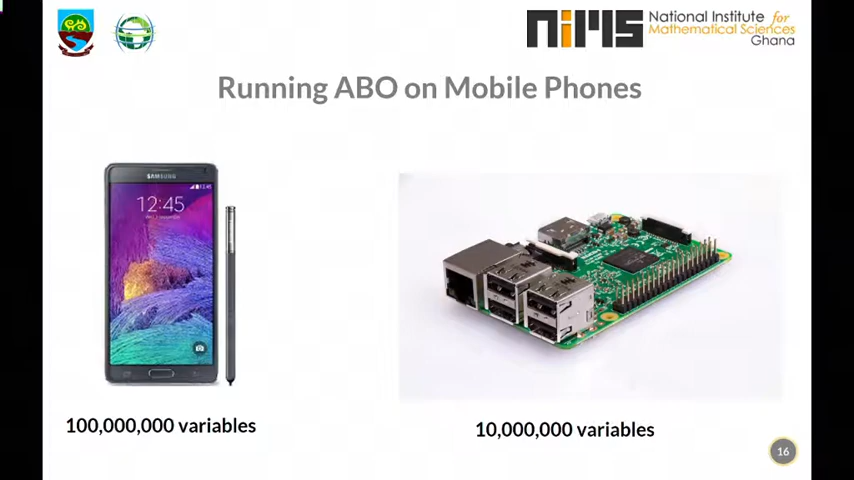 NiMS
National Institute for
Mathematical Sciences
Ghana
Running ABO on Mobile Phones
SAMSUNG
12:45
100,000,000 variables
10,000,000 variables
16